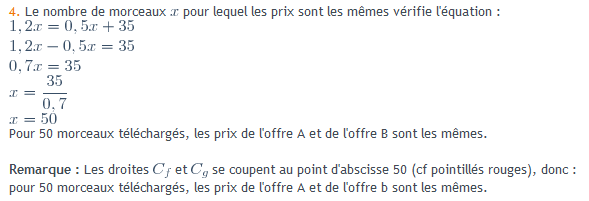 4. Le nombre de morceaux x pour lequel les prix sont les mêmes vérifie l'équation :
1,2x = 0,5x + 35
1,2x − 0,5x = 35
0,7x = 35
x = 35/0,7
x = 50
Pour 50 morceaux téléchargés, les prix de l'offre A et de l'offre B sont les mêmes.
Remarque : Les droites C_f et C_g se coupent au point d'abscisse 50 (cf pointillés rouges), donc :
pour 50 morceaux téléchargés, les prix de l'offre A et de l'offre b sont les mêmes.